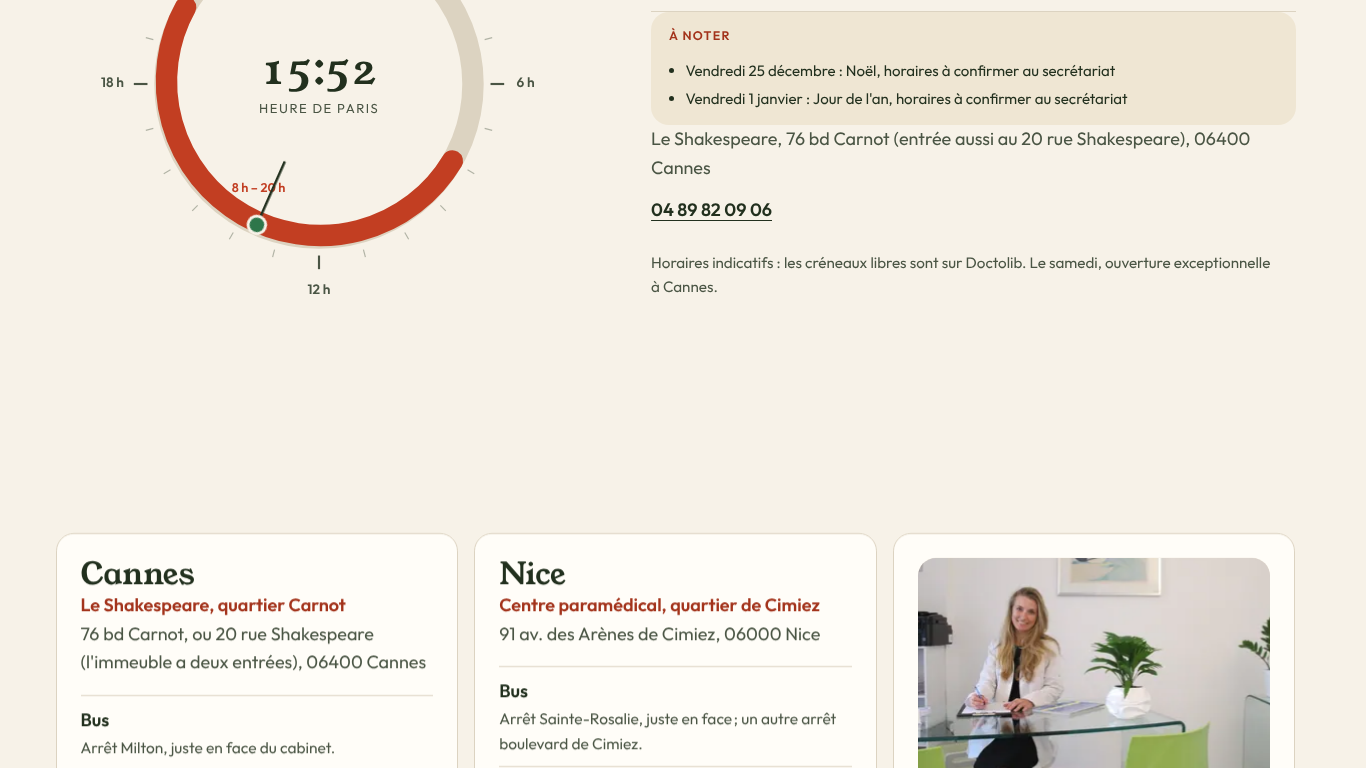 15:52
HEURE DE PARIS
18 h
6 h
8 h – 20 h
12 h
À NOTER
• Vendredi 25 décembre : Noël, horaires à confirmer au secrétariat
• Vendredi 1 janvier : Jour de l'an, horaires à confirmer au secrétariat
Le Shakespeare, 76 bd Carnot (entrée aussi au 20 rue Shakespeare), 06400
Cannes
04 89 82 09 06
Horaires indicatifs : les créneaux libres sont sur Doctolib. Le samedi, ouverture exceptionnelle
à Cannes.
Cannes
Le Shakespeare, quartier Carnot
76 bd Carnot, ou 20 rue Shakespeare
(l'immeuble a deux entrées), 06400 Cannes
Bus
Arrêt Milton, juste en face du cabinet.
Nice
Centre paramédical, quartier de Cimiez
91 av. des Arènes de Cimiez, 06000 Nice
Bus
Arrêt Sainte-Rosalie, juste en face ; un autre arrêt
boulevard de Cimiez.